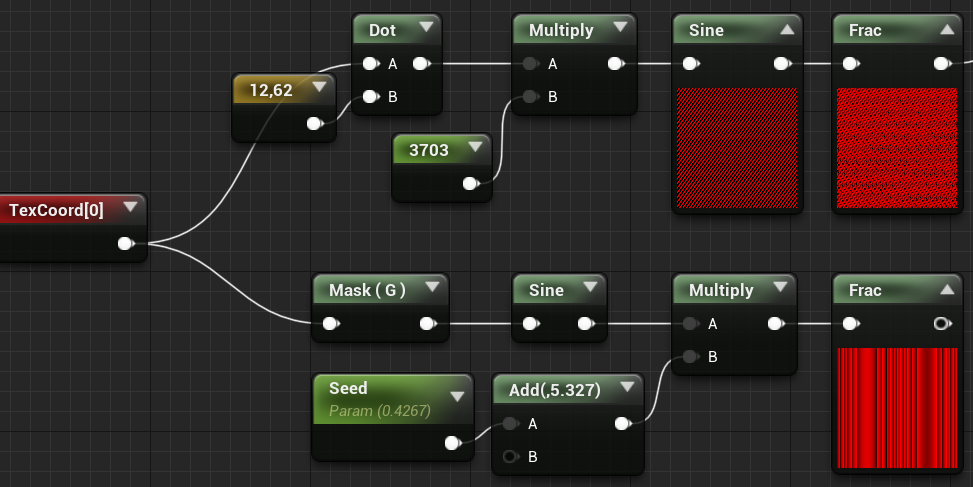 Dot
Multiply
Sine
Frac
A
B
A
B
12,62
3703
TexCoord[0]
Mask ( G )
Sine
Multiply
Frac
A
B
Seed
Param (0.4267)
Add(,5.327)
A
B